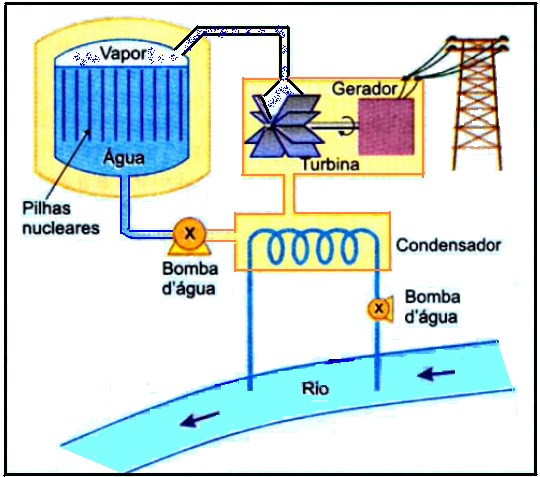 Vapor
Gerador
Água
Turbina
Pilhas
nucleares
X
Bomba
d'água
Condensador
X
Bomba
d'água
Rio